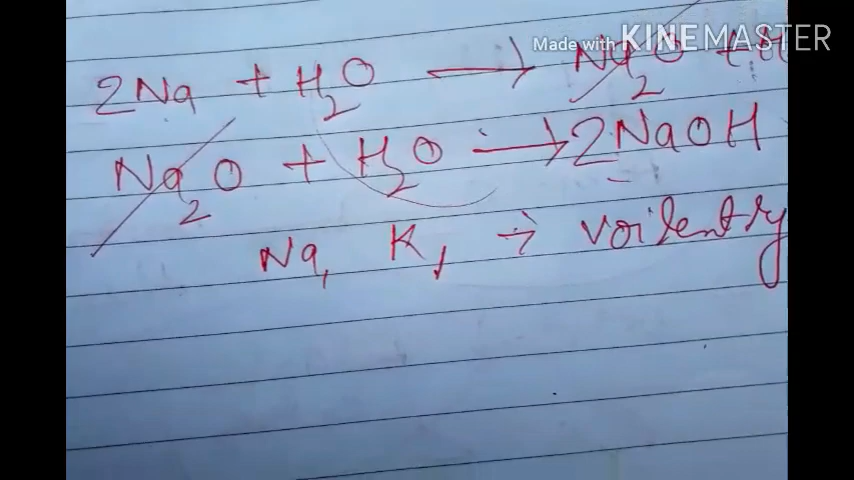 Made with KINEMASTER
2Na + H2O → Na2O + H
Na2O + H2O → 2NaOH
Na, K, → voilently